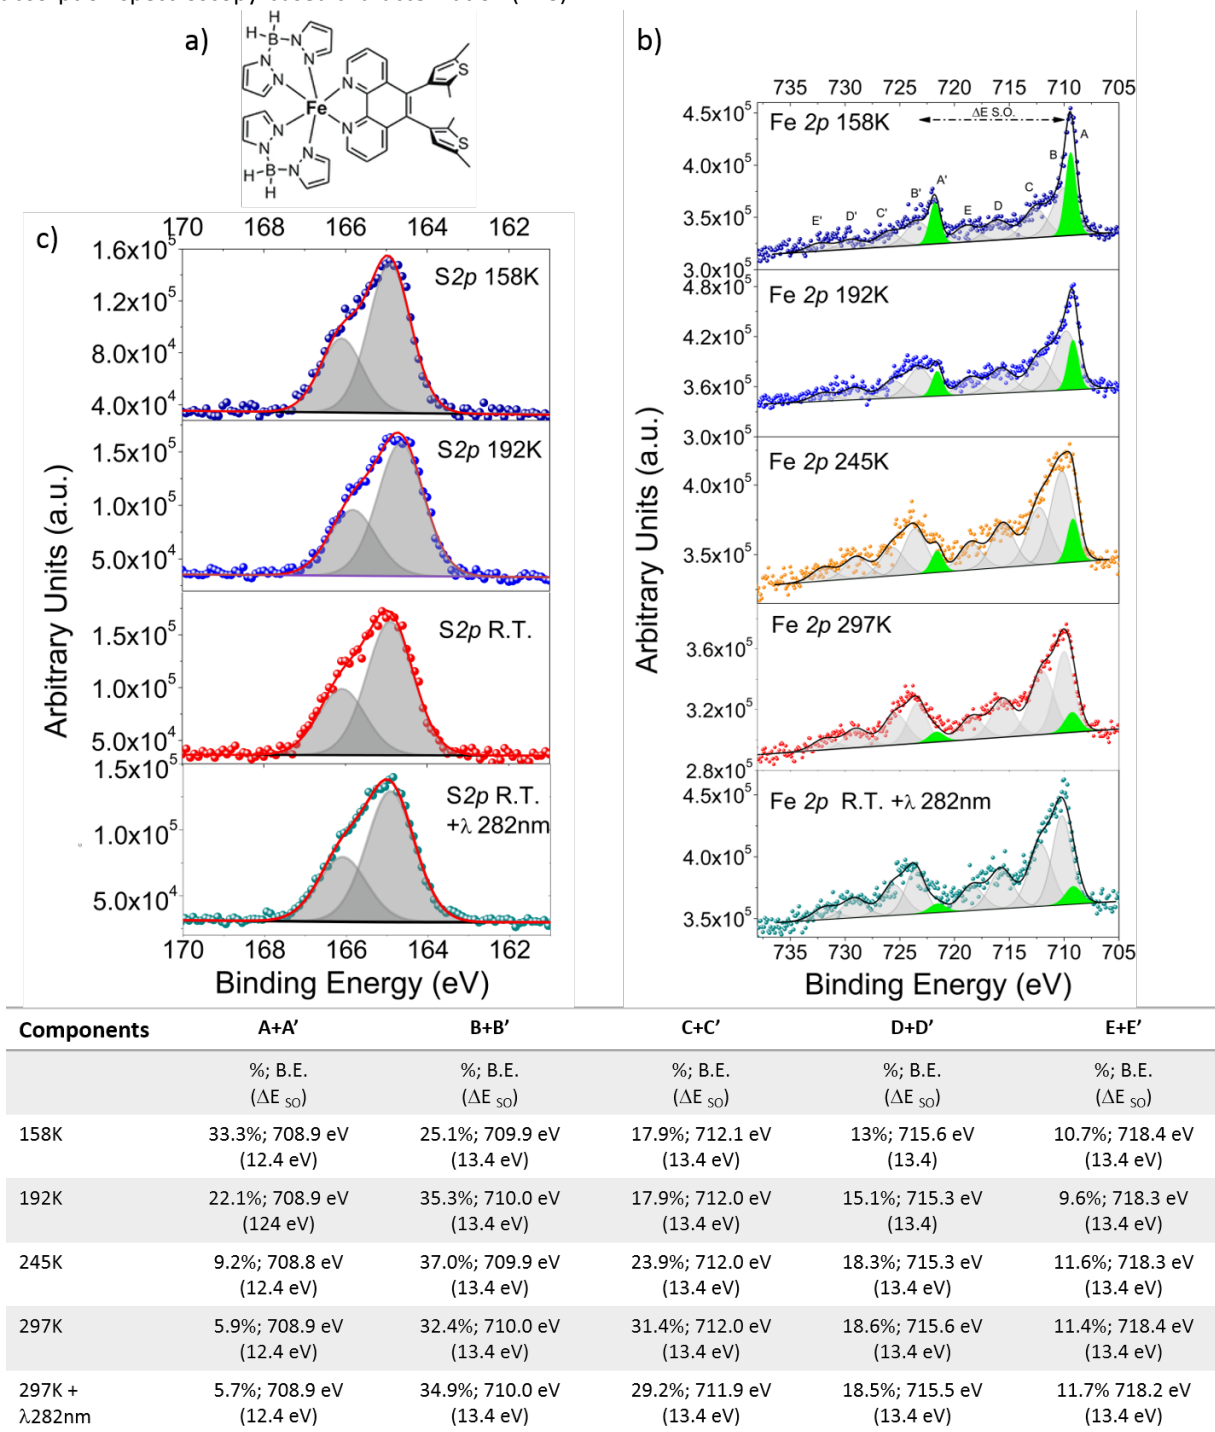 a)
H
H B N N
N N
Fe
N N
N N
H B N N
H
S
S
b)
735 730 725 720 715 710 705
Fe 2p 158K
ΔE S.O.
A
B
C
D
E
A'
B'
C'
D'
E'
4.5x10⁵
4.0x10⁵
3.5x10⁵
3.0x10⁵
Fe 2p 192K
4.8x10⁵
4.2x10⁵
3.6x10⁵
3.0x10⁵
Fe 2p 245K
4.0x10⁵
3.5x10⁵
Fe 2p 297K
3.6x10⁵
3.2x10⁵
2.8x10⁵
Fe 2p R.T. +λ 282nm
4.5x10⁵
4.0x10⁵
3.5x10⁵
735 730 725 720 715 710 705
Binding Energy (eV)
Arbitrary Units (a.u.)
c)
170 168 166 164 162
S2p 158K
1.6x10⁵
1.2x10⁵
8.0x10⁴
4.0x10⁴
S2p 192K
1.5x10⁵
1.0x10⁵
5.0x10⁴
S2p R.T.
1.5x10⁵
1.0x10⁵
5.0x10⁴
S2p R.T.
+λ 282nm
1.5x10⁵
1.0x10⁵
5.0x10⁴
170 168 166 164 162
Binding Energy (eV)
Arbitrary Units (a.u.)
Components A+A’ B+B’ C+C’ D+D’ E+E’
%; B.E. %; B.E. %; B.E. %; B.E. %; B.E.
(ΔE SO) (ΔE SO) (ΔE SO) (ΔE SO) (ΔE SO)
158K 33.3%; 708.9 eV 25.1%; 709.9 eV 17.9%; 712.1 eV 13%; 715.6 eV 10.7%; 718.4 eV
(12.4 eV) (13.4 eV) (13.4 eV) (13.4) (13.4 eV)
192K 22.1%; 708.9 eV 35.3%; 710.0 eV 17.9%; 712.0 eV 15.1%; 715.3 eV 9.6%; 718.3 eV
(124 eV) (13.4 eV) (13.4 eV) (13.4) (13.4 eV)
245K 9.2%; 708.8 eV 37.0%; 709.9 eV 23.9%; 712.0 eV 18.3%; 715.3 eV 11.6%; 718.3 eV
(12.4 eV) (13.4 eV) (13.4 eV) (13.4 eV) (13.4 eV)
297K 5.9%; 708.9 eV 32.4%; 710.0 eV 31.4%; 712.0 eV 18.6%; 715.6 eV 11.4%; 718.4 eV
(12.4 eV) (13.4 eV) (13.4 eV) (13.4 eV) (13.4 eV)
297K + 5.7%; 708.9 eV 34.9%; 710.0 eV 29.2%; 711.9 eV 18.5%; 715.5 eV 11.7% 718.2 eV
λ282nm (12.4 eV) (13.4 eV) (13.4 eV) (13.4 eV) (13.4 eV)